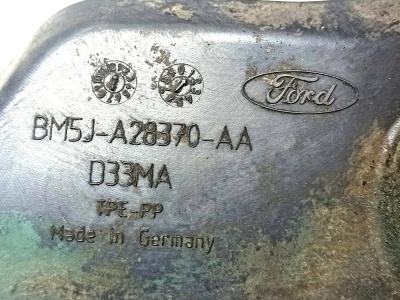 Ford
BM5J-A28370-AA
D33MA
TPE-PP
Made in Germany